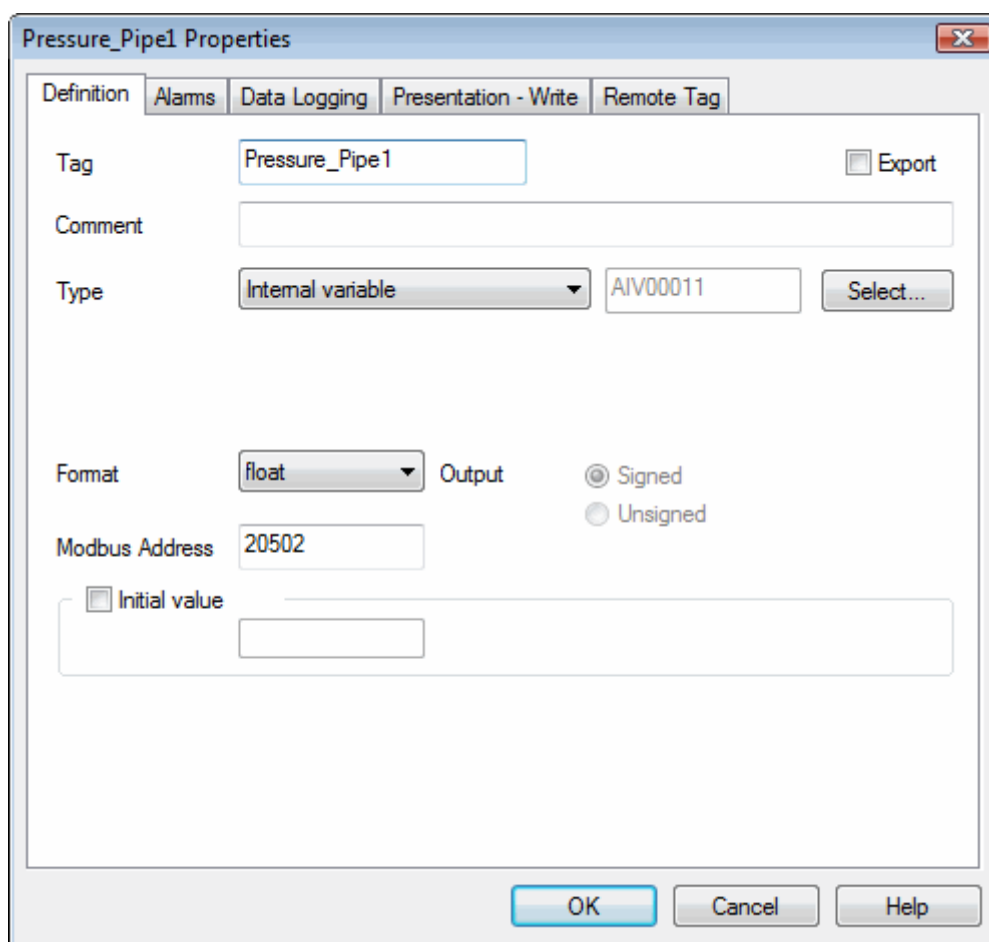 Pressure_Pipe1 Properties
Definition Alarms Data Logging Presentation - Write Remote Tag
Tag Pressure_Pipe1 Export
Comment
Type Internal variable AIV00011 Select...
Format float Output Signed
Unsigned
Modbus Address 20502
Initial value
OK Cancel Help